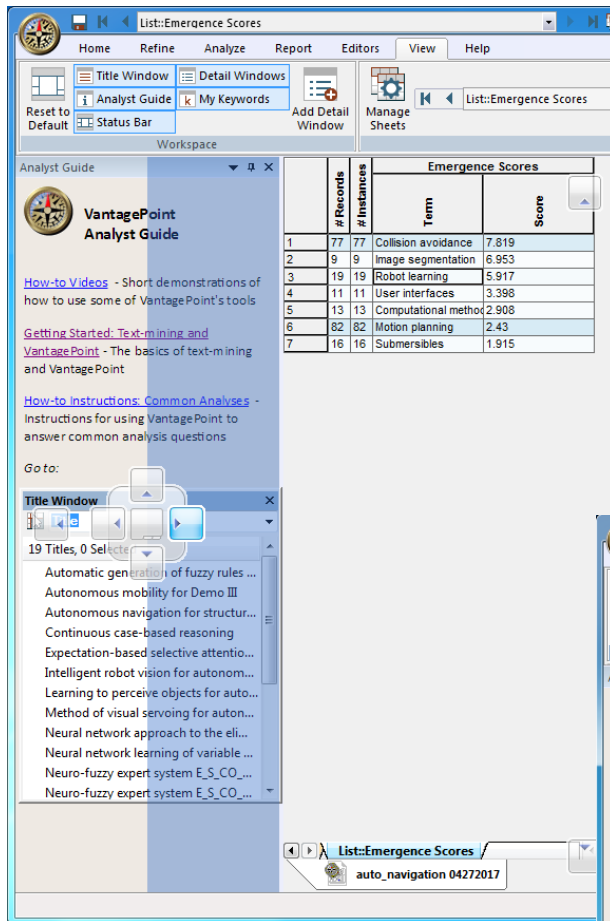 List::Emergence Scores
Home Refine Analyze Report Editors View Help
Title Window Detail Windows
Analyst Guide My Keywords
Status Bar
Reset to Default
Add Detail Window
Manage Sheets
List::Emergence Scores
Workspace
Analyst Guide
VantagePoint
Analyst Guide
How-to Videos - Short demonstrations of
how to use some of VantagePoint's tools
Getting Started: Text-mining and
VantagePoint - The basics of text-mining
and VantagePoint
How-to Instructions: Common Analyses -
Instructions for using VantagePoint to
answer common analysis questions
Go to:
Title Window
19 Titles, 0
Automatic generation of fuzzy rules ...
Autonomous mobility for Demo III
Autonomous navigation for structur...
Continuous case-based reasoning
Expectation-based selective attentio...
Intelligent robot vision for autonom...
Learning to perceive objects for auto...
Method of visual servoing for auton...
Neural network approach to the eli...
Neural network learning of variable ...
Neuro-fuzzy expert system E_S_CO_...
Neuro-fuzzy expert system E_S_CO_...
Emergence Scores
# Records # Instances Term Score
1 77 77 Collision avoidance 7.819
2 9 9 Image segmentation 6.953
3 19 19 Robot learning 5.917
4 11 11 User interfaces 3.398
5 13 13 Computational method 2.908
6 82 82 Motion planning 2.43
7 16 16 Submersibles 1.915
List::Emergence Scores
auto_navigation 04272017